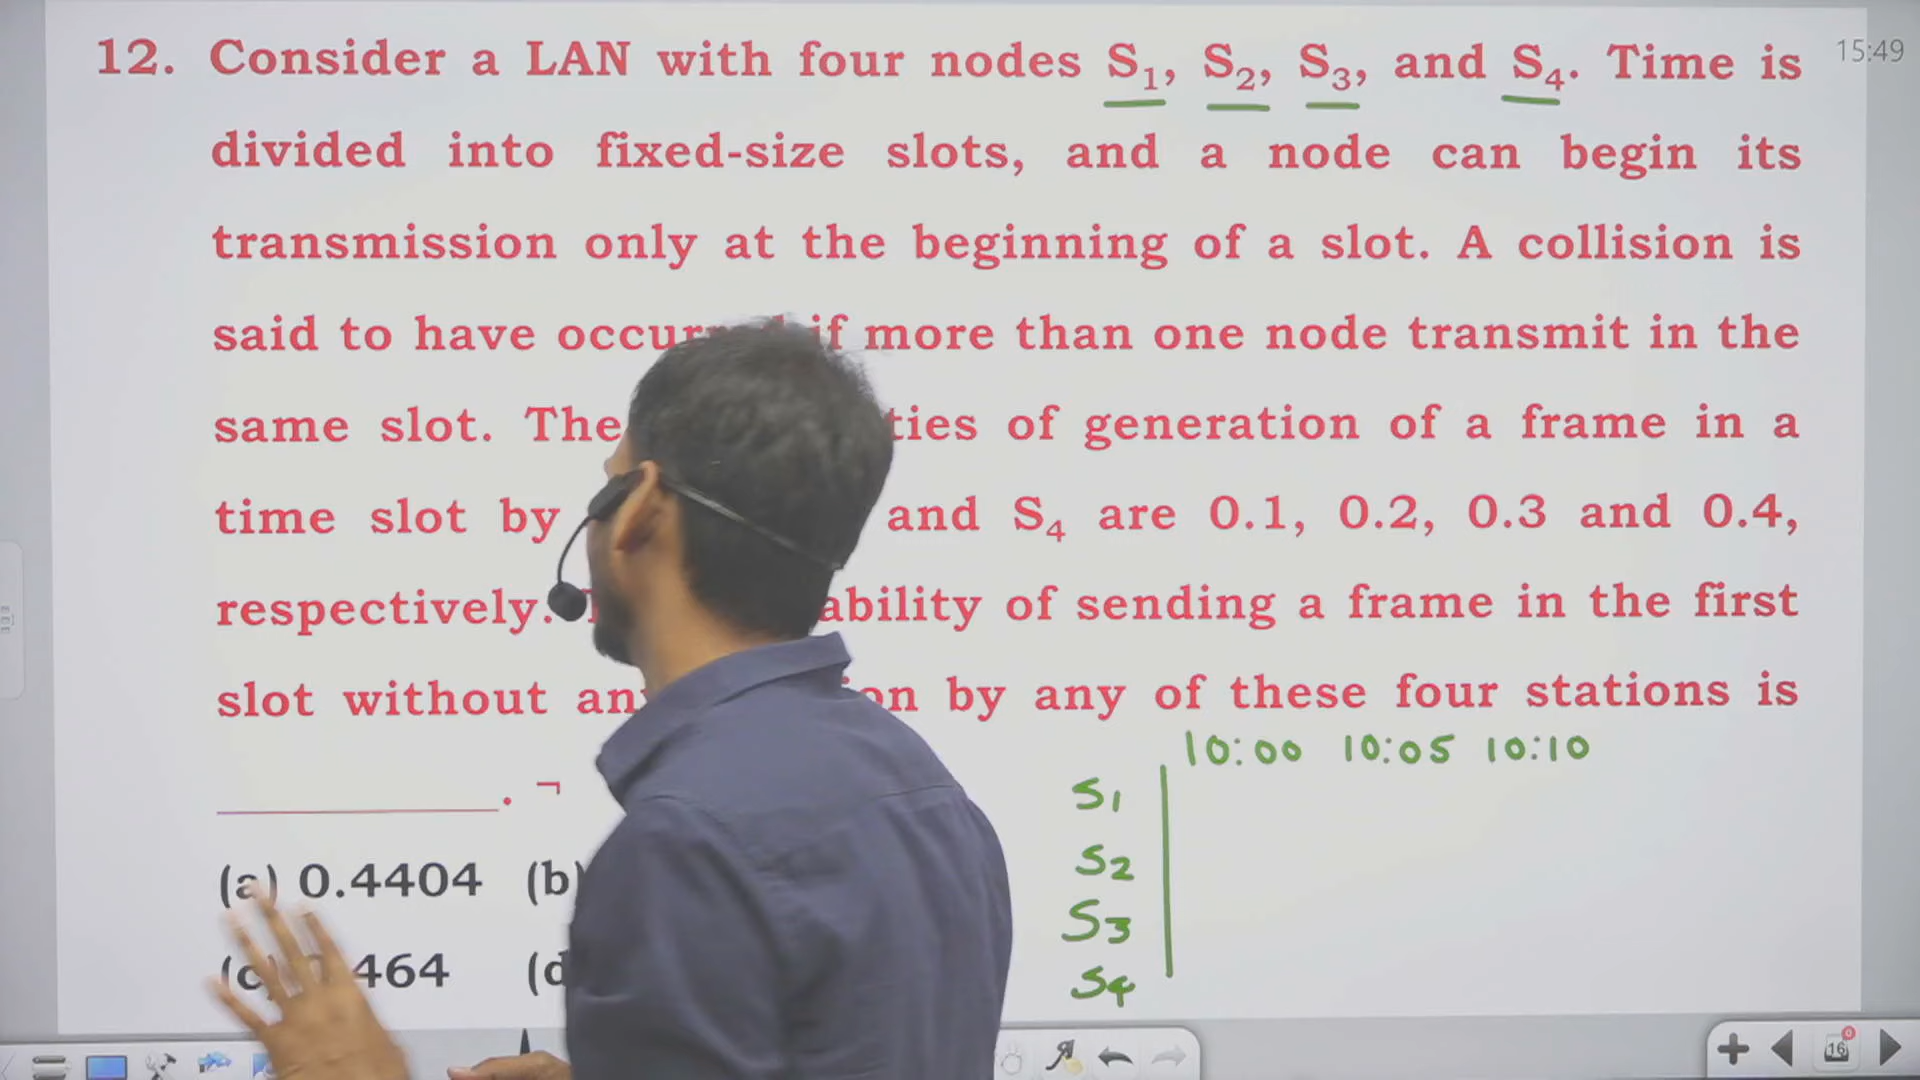 12. Consider a LAN with four nodes S₁, S₂, S₃, and S₄. Time is
15:49
divided into fixed-size slots, and a node can begin its
transmission only at the beginning of a slot. A collision is
said to have if more than one node transmit in the
same slot. The of generation of a frame in a
time slot by and S₄ are 0.1, 0.2, 0.3 and 0.4,
respectively. of sending a frame in the first
slot without by any of these four stations is
________. ¬
10:00 10:05 10:10
S₁
S₂
(a) 0.4404 (b)
S₃
(c) 464 (d
S₄
16